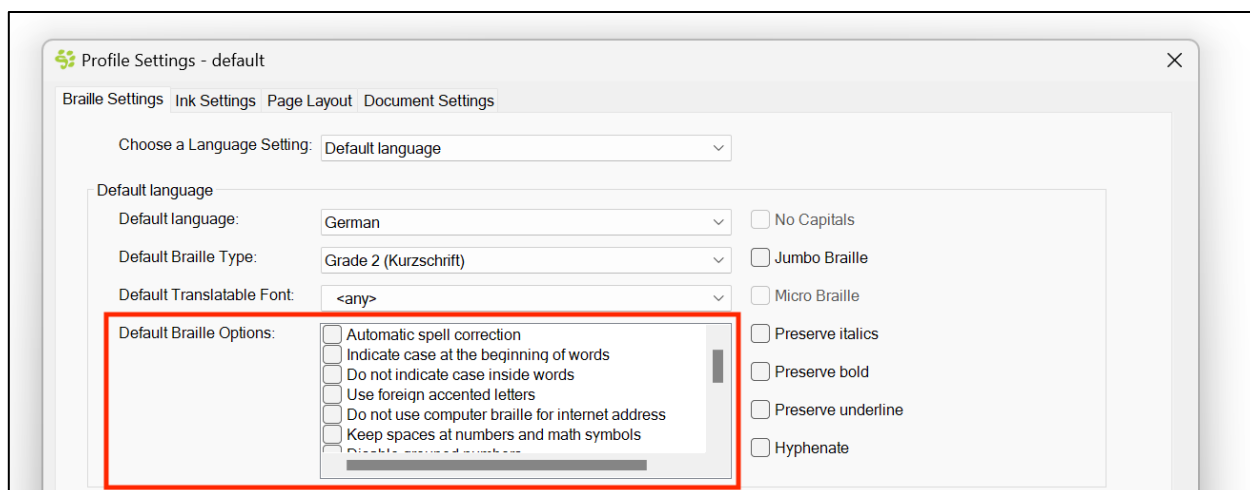 Profile Settings - default
Braille Settings Ink Settings Page Layout Document Settings
Choose a Language Setting: Default language
Default language
Default language: German No Capitals
Default Braille Type: Grade 2 (Kurzschrift) Jumbo Braille
Default Translatable Font: <any> Micro Braille
Default Braille Options: Automatic spell correction Preserve italics
Indicate case at the beginning of words
Do not indicate case inside words Preserve bold
Use foreign accented letters
Do not use computer braille for internet address Preserve underline
Keep spaces at numbers and math symbols
Disable grouped numbers Hyphenate